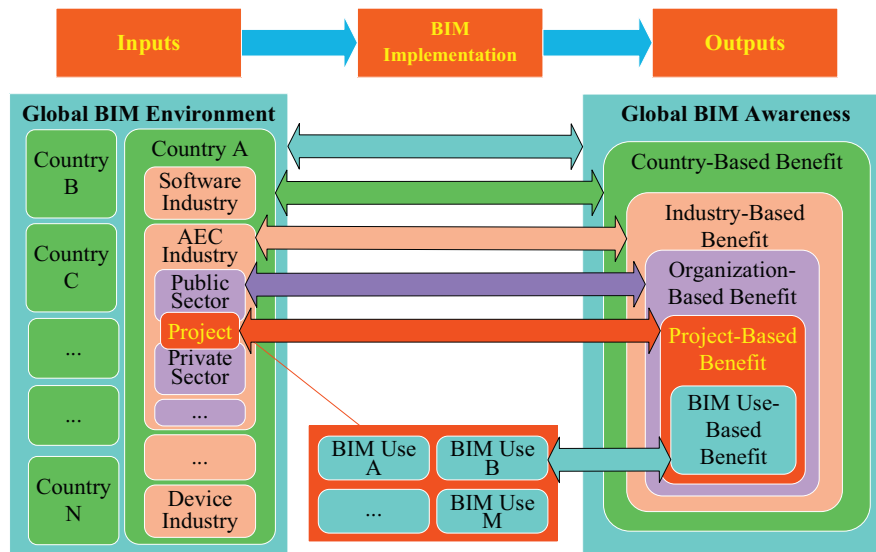 Inputs
BIM
Implementation
Outputs
Global BIM Environment
Country
B
Country
C
...
...
Country
N
Country A
Software
Industry
AEC
Industry
Public
Sector
Project
Private
Sector
...
...
Device
Industry
BIM Use
A
BIM Use
B
...
BIM Use
M
Global BIM Awareness
Country-Based Benefit
Industry-Based
Benefit
Organization-
Based Benefit
Project-Based
Benefit
BIM Use-
Based
Benefit